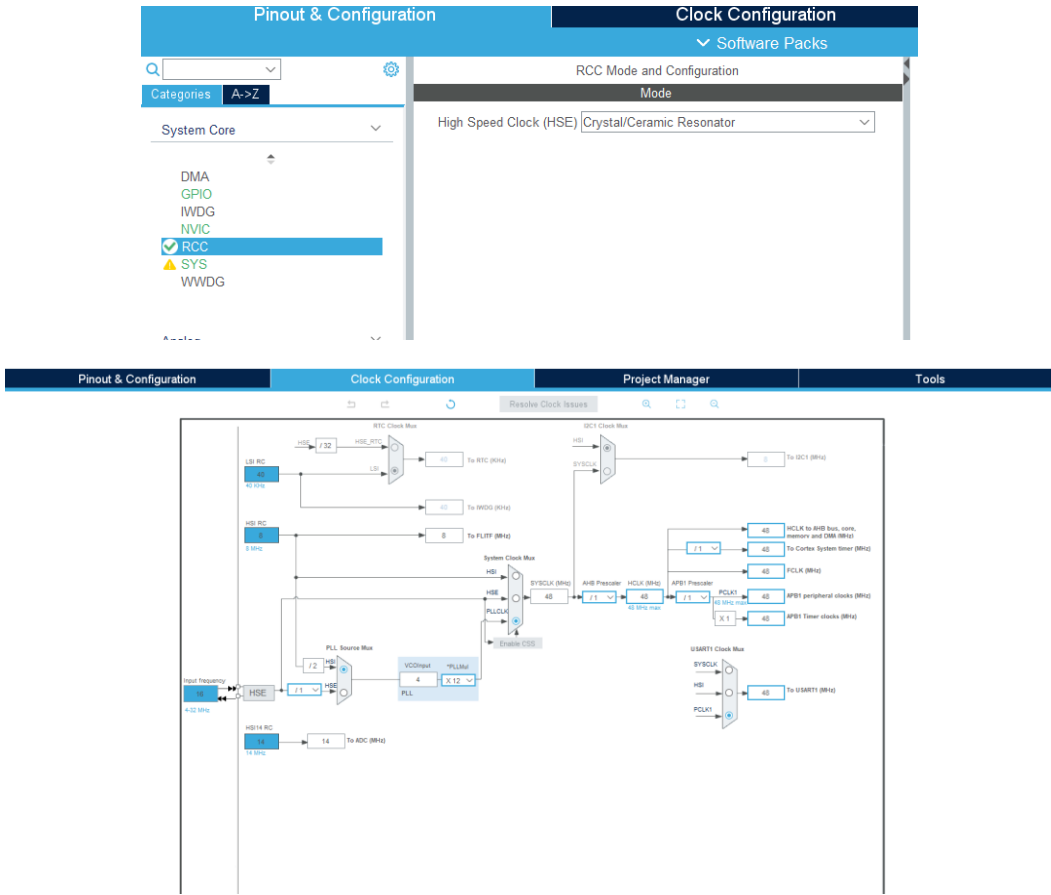 Pinout & Configuration
Clock Configuration
Software Packs
Categories
A->Z
System Core
DMA
GPIO
IWDG
NVIC
RCC
SYS
WWDG
RCC Mode and Configuration
Mode
High Speed Clock (HSE) Crystal/Ceramic Resonator
Pinout & Configuration
Clock Configuration
Project Manager
Tools
Resolve Clock Issues
RTC Clock Mux
HSE
/ 32
HSE_RTC
LSI
40
To RTC (KHz)
LSI RC
40
40 KHz
40
To IWDG (KHz)
HSI RC
8
8 MHz
8
To FLITF (MHz)
I2C1 Clock Mux
HSI
SYSCLK
8
To I2C1 (MHz)
System Clock Mux
HSI
HSE
PLLCLK
Enable CSS
SYSCLK (MHz)
48
AHB Prescaler
/ 1
HCLK (MHz)
48
48 MHz max
APB1 Prescaler
/ 1
PCLK1
48 MHz max
X 1
48
HCLK to AHB bus, core,
memory and DMA (MHz)
/ 1
48
To Cortex System timer (MHz)
48
FCLK (MHz)
48
APB1 peripheral clocks (MHz)
48
APB1 Timer clocks (MHz)
PLL Source Mux
/ 2
HSI
HSE
/ 1
VCOInput
4
*PLLMul
X 12
PLL
Input frequency
16
4-32 MHz
HSE
HSI14 RC
14
14 MHz
14
To ADC (MHz)
USART1 Clock Mux
SYSCLK
HSI
PCLK1
48
To USART1 (MHz)